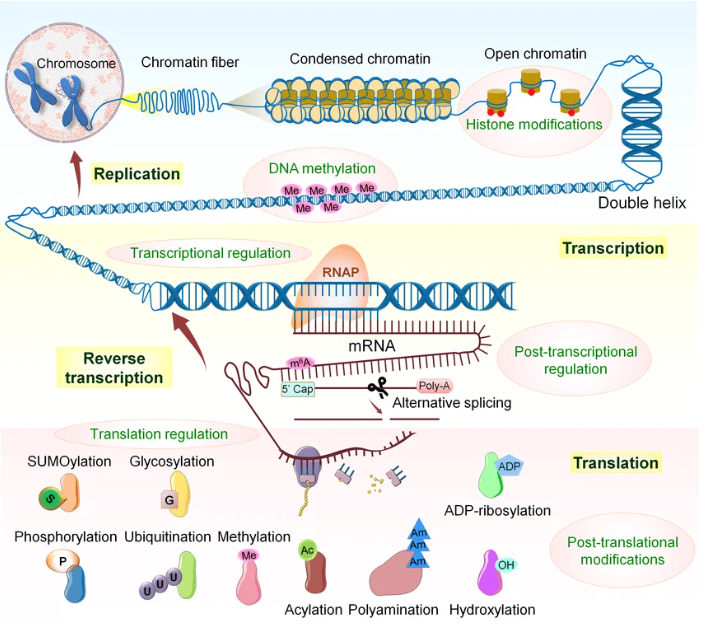 Chromosome
Chromatin fiber
Condensed chromatin
Open chromatin
Histone modifications
Replication
DNA methylation
Me Me Me Me
Me Me
Double helix
Transcriptional regulation
Transcription
RNAP
mRNA
Reverse
transcription
m⁶A
5' Cap
Poly-A
Alternative splicing
Post-transcriptional
regulation
Translation regulation
Translation
SUMOylation
Glycosylation
S
G
ADP
ADP-ribosylation
Phosphorylation
Ubiquitination
Methylation
P
U U U
Me
Ac
Am
Am
Am
OH
Acylation
Polyamination
Hydroxylation
Post-translational
modifications